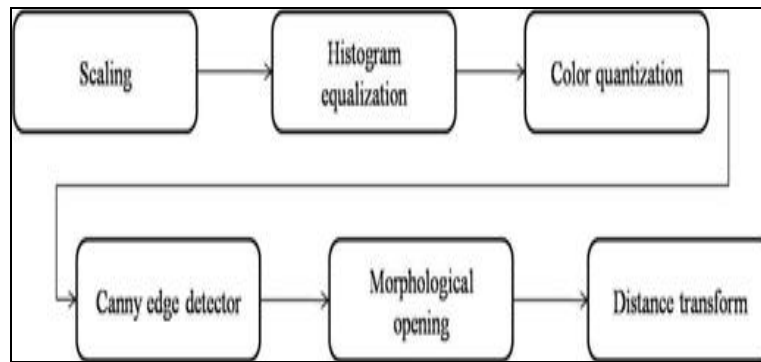 Scaling
Histogram
equalization
Color quantization
Canny edge detector
Morphological
opening
Distance transform